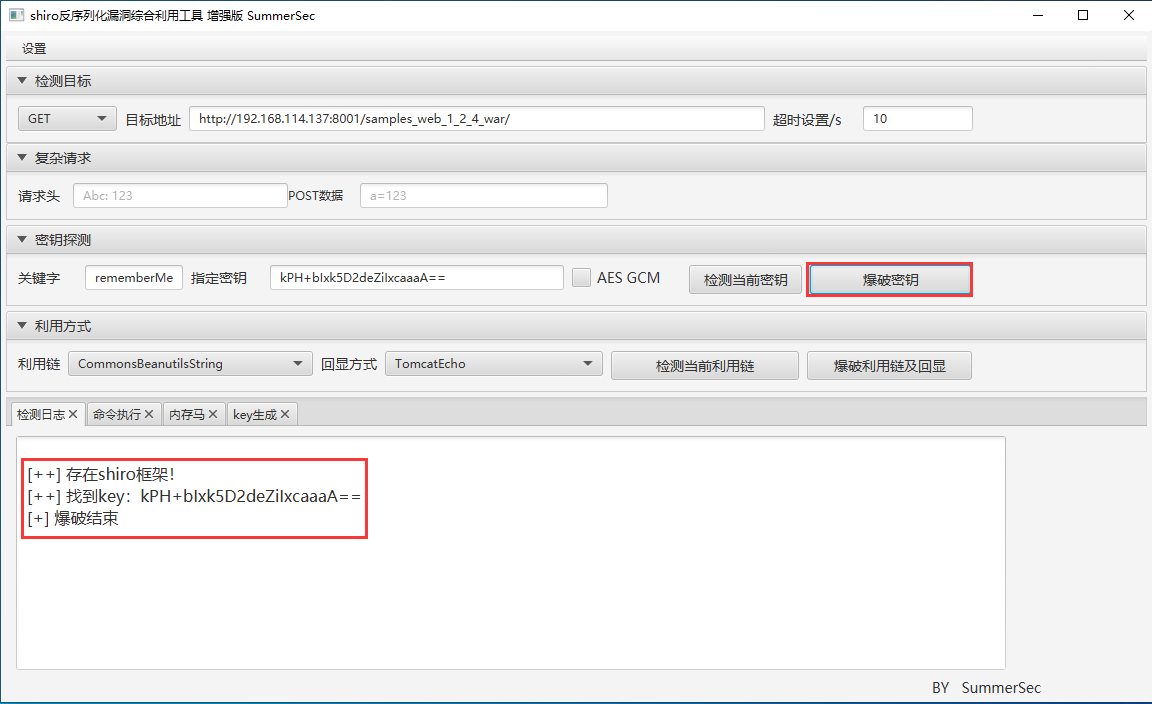 shiro反序列化漏洞综合利用工具 增强版 SummerSec
设置
检测目标
GET 目标地址 http://192.168.114.137:8001/samples_web_1_2_4_war/ 超时设置/s 10
复杂请求
请求头 Abc: 123 POST数据 a=123
密钥探测
关键字 rememberMe 指定密钥 kPH+bIxk5D2deZiIxcaaaA== AES GCM 检测当前密钥 爆破密钥
利用方式
利用链 CommonsBeanutilsString 回显方式 TomcatEcho 检测当前利用链 爆破利用链及回显
检测日志 命令执行 内存马 key生成
[++] 存在shiro框架!
[++] 找到key：kPH+bIxk5D2deZiIxcaaaA==
[+] 爆破结束
BY SummerSec